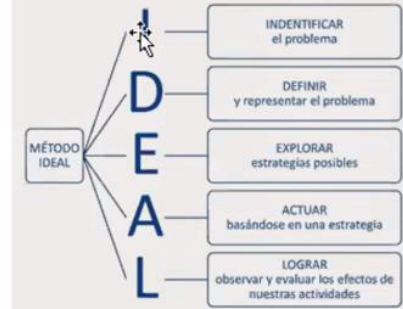 MÉTODO
IDEAL
I
INDENTIFICAR
el problema
D
DEFINIR
y representar el problema
E
EXPLORAR
estrategias posibles
A
ACTUAR
basándose en una estrategia
L
LOGRAR
observar y evaluar los efectos de
nuestras actividades